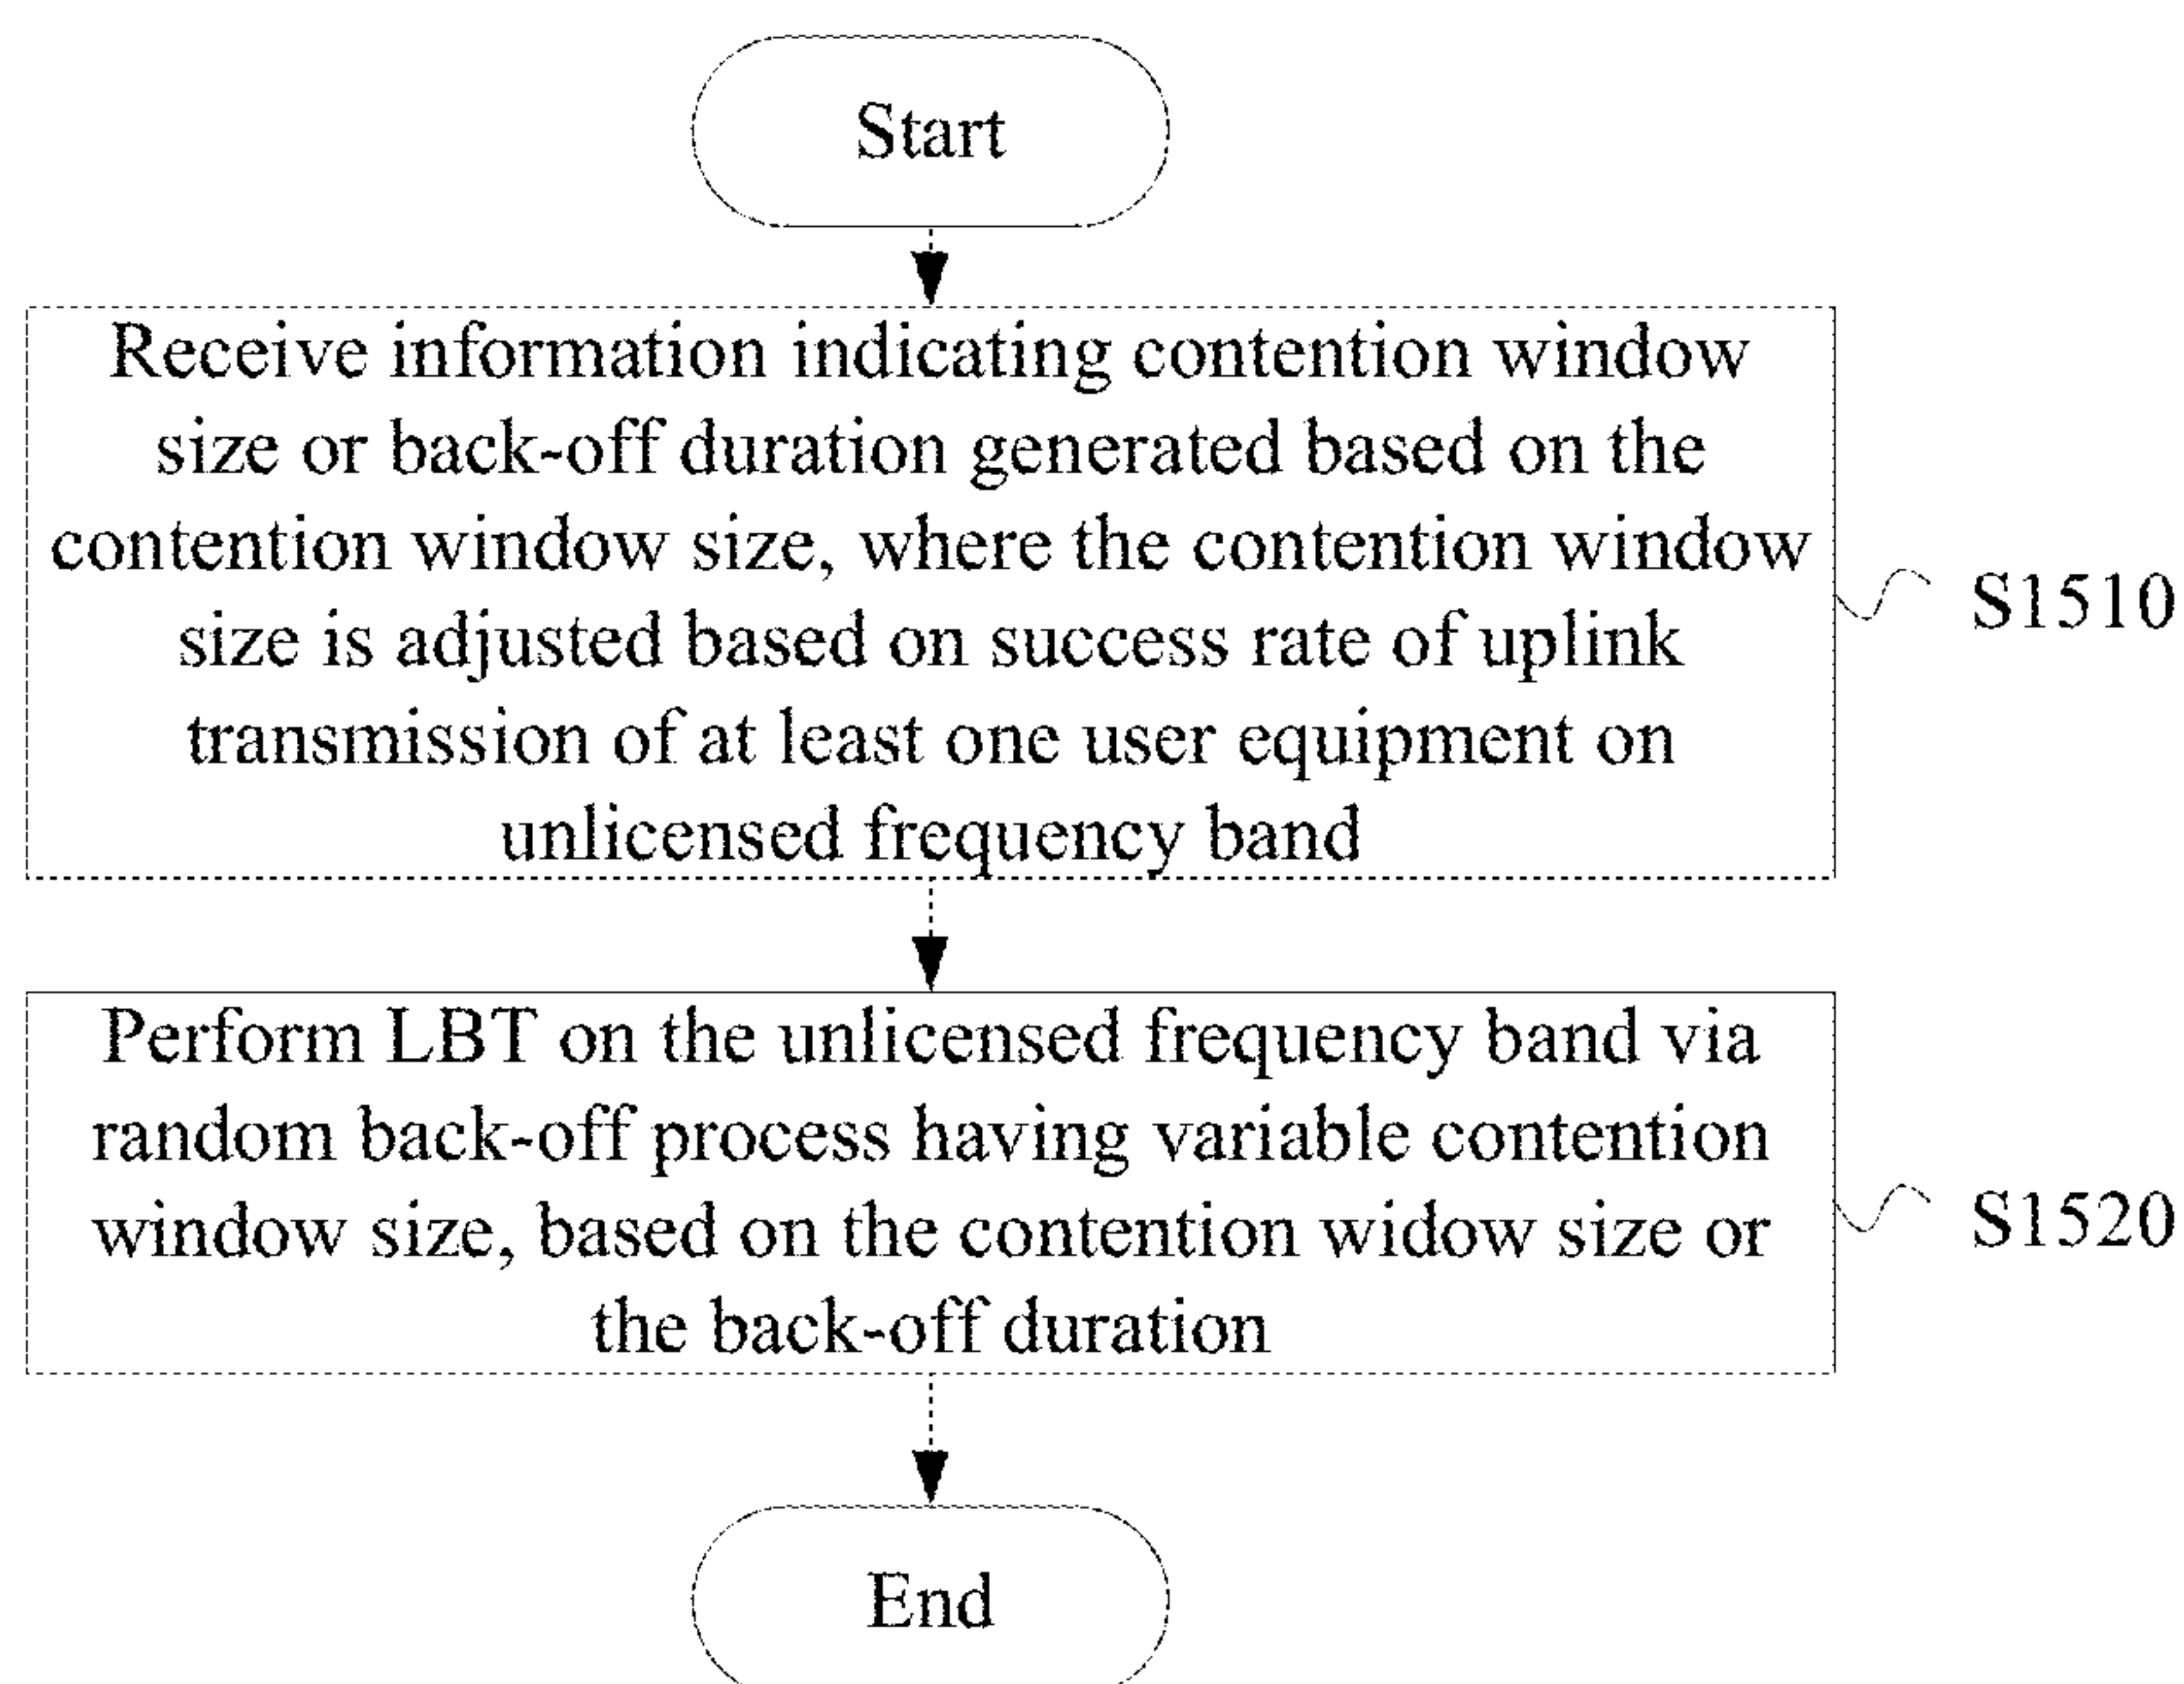 Start
Receive information indicating contention window
size or back-off duration generated based on the
contention window size, where the contention window
size is adjusted based on success rate of uplink
transmission of at least one user equipment on
unlicensed frequency band
S1510
Perform LBT on the unlicensed frequency band via
random back-off process having variable contention
window size, based on the contention widow size or
the back-off duration
S1520
End